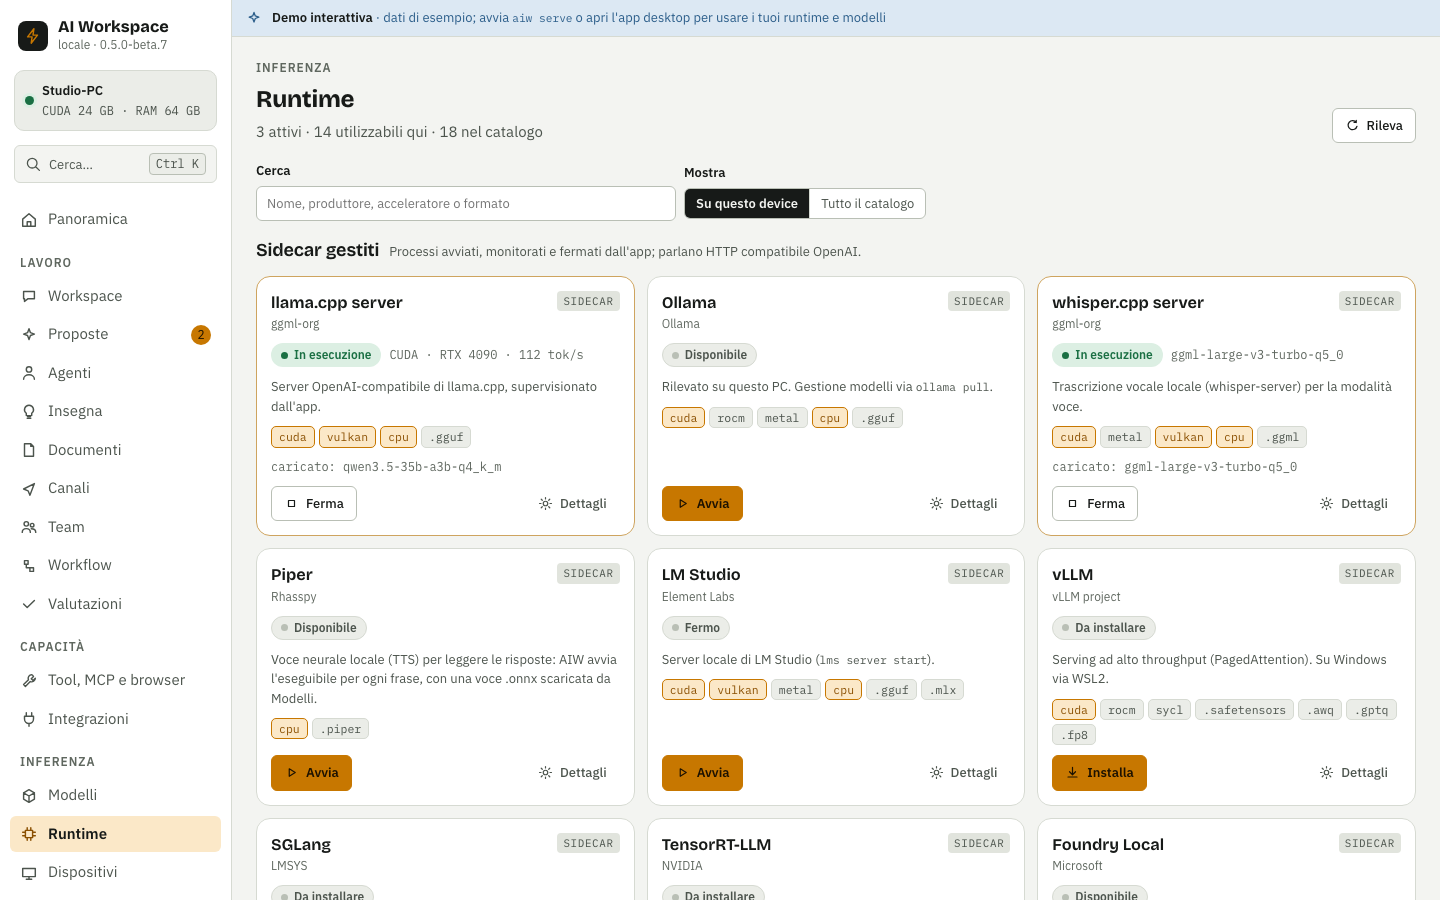 AI Workspace
locale · 0.5.0-beta.7
Studio-PC
CUDA 24 GB · RAM 64 GB
Cerca...
Ctrl K
Panoramica
LAVORO
Workspace
Proposte
2
Agenti
Insegna
Documenti
Canali
Team
Workflow
Valutazioni
CAPACITÀ
Tool, MCP e browser
Integrazioni
INFERENZA
Modelli
Runtime
Dispositivi
Demo interattiva · dati di esempio; avvia aiw serve o apri l'app desktop per usare i tuoi runtime e modelli
INFERENZA
Runtime
3 attivi · 14 utilizzabili qui · 18 nel catalogo
Rileva
Cerca
Nome, produttore, acceleratore o formato
Mostra
Su questo device
Tutto il catalogo
Sidecar gestiti
Processi avviati, monitorati e fermati dall'app; parlano HTTP compatibile OpenAI.
llama.cpp server
SIDECAR
ggml-org
In esecuzione
CUDA · RTX 4090 · 112 tok/s
Server OpenAI-compatibile di llama.cpp, supervisionato
dall'app.
cuda
vulkan
cpu
.gguf
caricato: qwen3.5-35b-a3b-q4_k_m
Ferma
Dettagli
Ollama
SIDECAR
Ollama
Disponibile
Rilevato su questo PC. Gestione modelli via ollama pull.
cuda
rocm
metal
cpu
.gguf
Avvia
Dettagli
whisper.cpp server
SIDECAR
ggml-org
In esecuzione
ggml-large-v3-turbo-q5_0
Trascrizione vocale locale (whisper-server) per la modalità
voce.
cuda
metal
vulkan
cpu
.ggml
caricato: ggml-large-v3-turbo-q5_0
Ferma
Dettagli
Piper
SIDECAR
Rhasspy
Disponibile
Voce neurale locale (TTS) per leggere le risposte: AIW avvia
l'eseguibile per ogni frase, con una voce .onnx scaricata da
Modelli.
cpu
.piper
Avvia
Dettagli
LM Studio
SIDECAR
Element Labs
Fermo
Server locale di LM Studio (lms server start).
cuda
vulkan
metal
cpu
.gguf
.mlx
Avvia
Dettagli
vLLM
SIDECAR
vLLM project
Da installare
Serving ad alto throughput (PagedAttention). Su Windows
via WSL2.
cuda
rocm
sycl
.safetensors
.awq
.gptq
.fp8
Installa
Dettagli
SGLang
SIDECAR
LMSYS
Da installare
TensorRT-LLM
SIDECAR
NVIDIA
Da installare
Foundry Local
SIDECAR
Microsoft
Disponibile